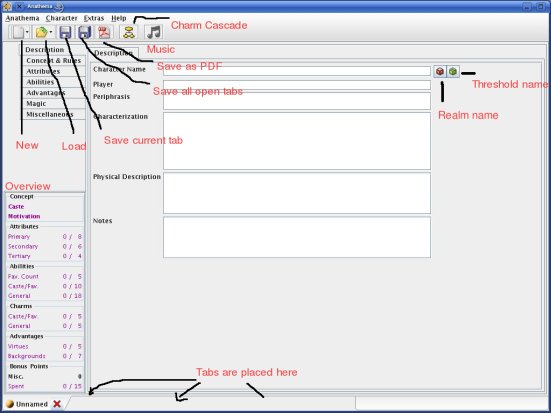 Anathema
Anathema Character Extras Help
Charm Cascade
Music
Save as PDF
Save all open tabs
Save current tab
Load
New
Threshold name
Realm name
Description
Concept & Rules
Attributes
Abilities
Advantages
Magic
Miscellaneous
Description
Character Name
Player
Periphrasis
Characterization
Physical Description
Notes
Overview
Concept
Caste
Motivation
Attributes
Primary 0 / 8
Secondary 0 / 6
Tertiary 0 / 4
Abilities
Fav. Count 0 / 5
Caste/Fav. 0 / 10
General 0 / 18
Charms
Caste/Fav. 0 / 5
General 0 / 5
Advantages
Virtues 0 / 5
Backgrounds 0 / 7
Bonus Points
Misc. 0
Spent 0 / 15
Tabs are placed here
Unnamed